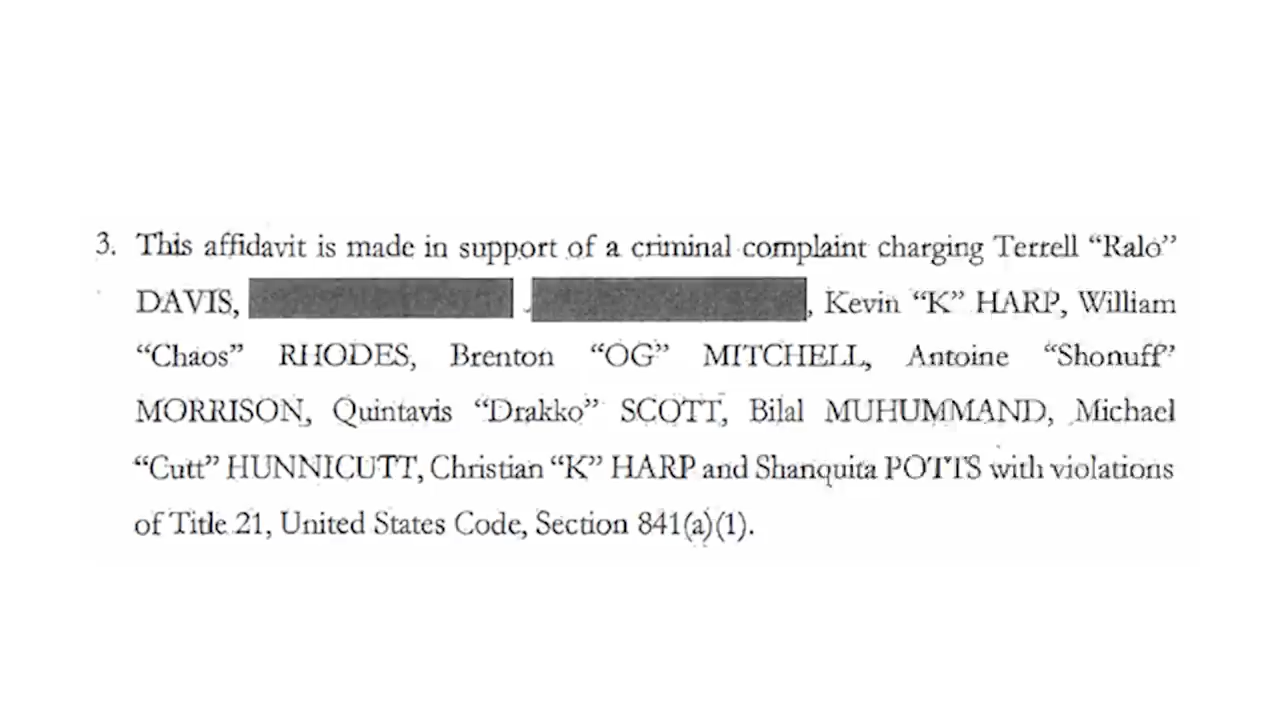 3. This affidavit is made in support of a criminal complaint charging Terrell “Ralo”
DAVIS, , Kevin “K” HARP, William
“Chaos” RHODES, Brenton “OG” MITCHELL, Antoine “Shonuff”
MORRISON, Quintavis “Drakko” SCOTT, Bilal MUHUMMAND, Michael
“Cutt” HUNNICUTT, Christian “K” HARP and Shanquita POTTS with violations
of Title 21, United States Code, Section 841(a)(1).